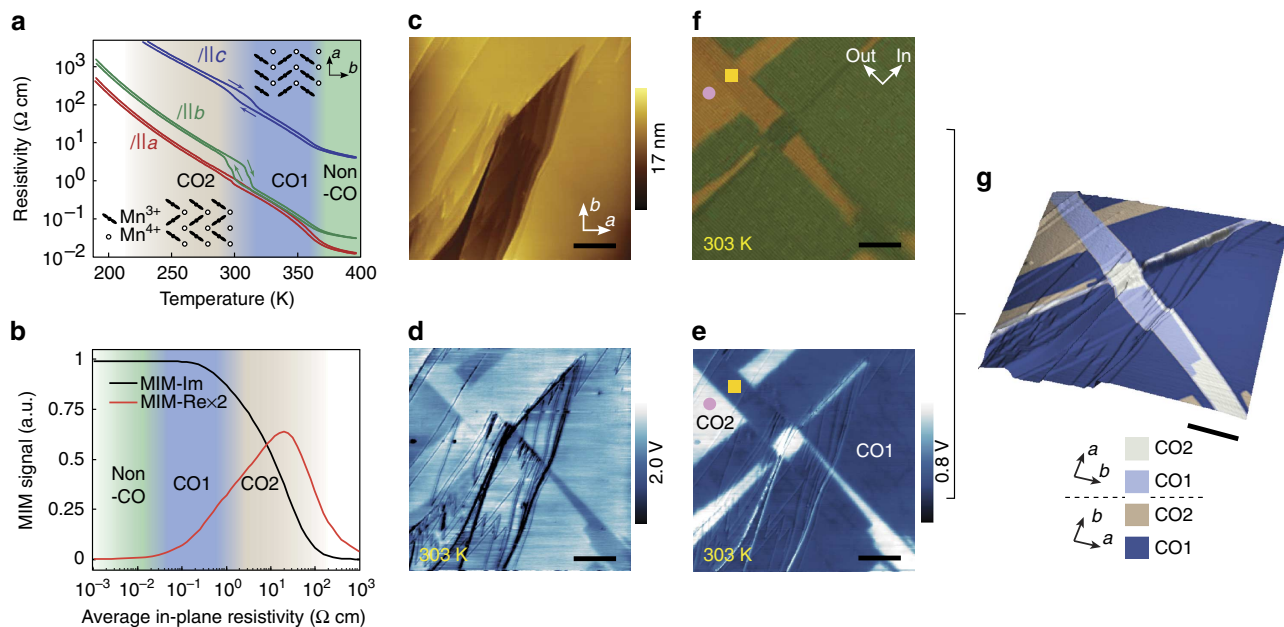 a
Resistivity (Ω cm)
10³
10²
10¹
10⁰
10⁻¹
10⁻²
I||c
I||b
I||a
a
b
CO2
CO1
Non
-CO
Mn³⁺
Mn⁴⁺
200
250
300
350
400
Temperature (K)
b
MIM signal (a.u.)
1
0.75
0.5
0.25
0
MIM-Im
MIM-Re×2
Non
-CO
CO1
CO2
10⁻³
10⁻²
10⁻¹
10⁰
10¹
10²
10³
Average in-plane resistivity (Ω cm)
c
b
a
17 nm
d
303 K
2.0 V
f
Out
In
303 K
e
CO2
CO1
303 K
0.8 V
g
a
b
CO2
CO1
b
a
CO2
CO1